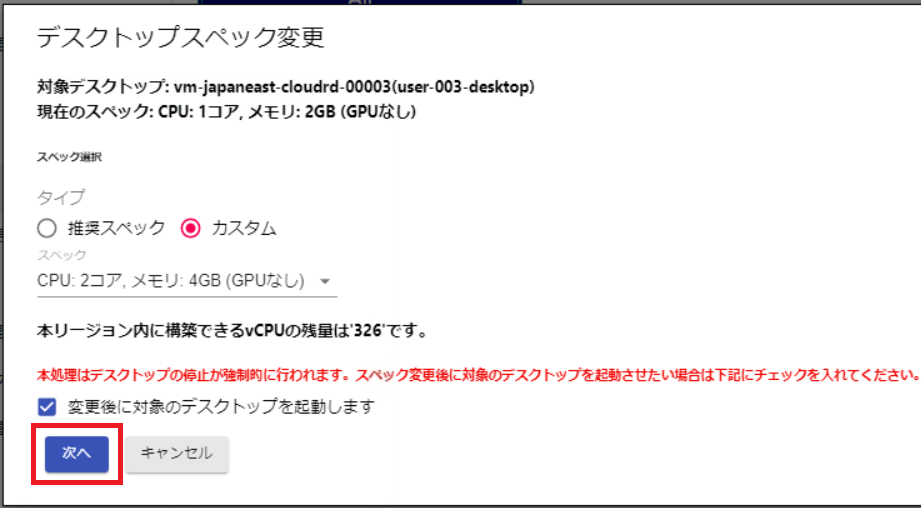 デスクトップスペック変更
対象デスクトップ: vm-japaneast-cloudrd-00003(user-003-desktop)
現在のスペック: CPU: 1コア, メモリ: 2GB (GPUなし)
スペック選択
タイプ
推奨スペック カスタム
スペック
CPU: 2コア, メモリ: 4GB (GPUなし)
本リージョン内に構築できるvCPUの残量は'326'です。
本処理はデスクトップの停止が強制的に行われます。スペック変更後に対象のデスクトップを起動させたい場合は下記にチェックを入れてください。
変更後に対象のデスクトップを起動します
次へ キャンセル